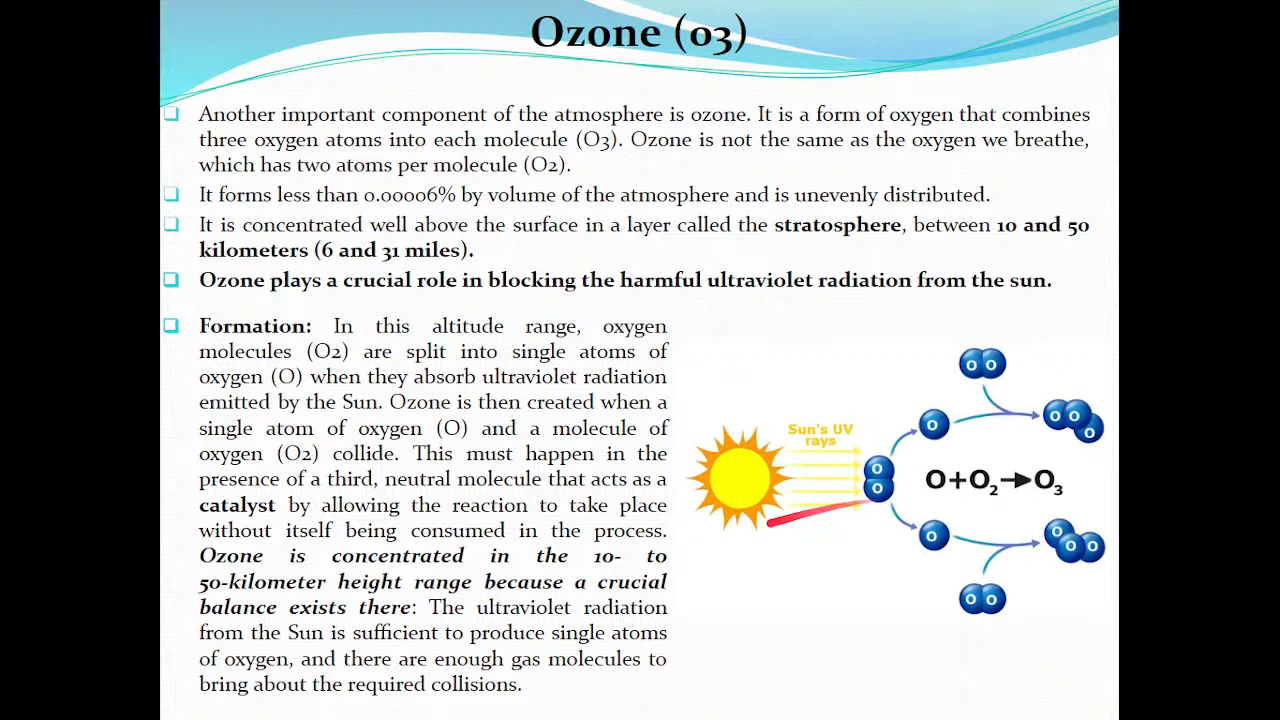 Ozone (o3)
Another important component of the atmosphere is ozone. It is a form of oxygen that combines
three oxygen atoms into each molecule (O3). Ozone is not the same as the oxygen we breathe,
which has two atoms per molecule (O2).
It forms less than 0.00006% by volume of the atmosphere and is unevenly distributed.
It is concentrated well above the surface in a layer called the stratosphere, between 10 and 50
kilometers (6 and 31 miles).
Ozone plays a crucial role in blocking the harmful ultraviolet radiation from the sun.
Formation: In this altitude range, oxygen
molecules (O2) are split into single atoms of
oxygen (O) when they absorb ultraviolet radiation
emitted by the Sun. Ozone is then created when a
single atom of oxygen (O) and a molecule of
oxygen (O2) collide. This must happen in the
presence of a third, neutral molecule that acts as a
catalyst by allowing the reaction to take place
without itself being consumed in the process.
Ozone is concentrated in the 10- to
50-kilometer height range because a crucial
balance exists there: The ultraviolet radiation
from the Sun is sufficient to produce single atoms
of oxygen, and there are enough gas molecules to
bring about the required collisions.
O O
O
O O
O
Sun's UV
rays
O
O
O+O₂→O₃
O
O
O O
O O